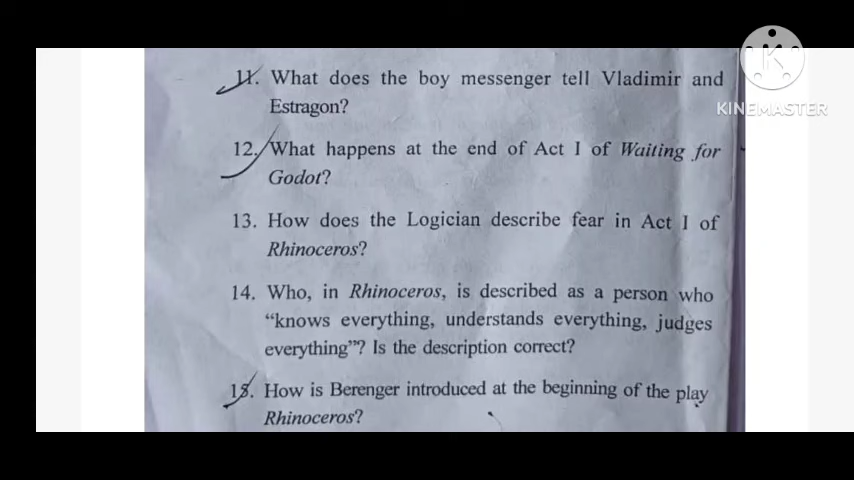 K
KINEMASTER
11. What does the boy messenger tell Vladimir and
Estragon?
12. What happens at the end of Act I of Waiting for
Godot?
13. How does the Logician describe fear in Act I of
Rhinoceros?
14. Who, in Rhinoceros, is described as a person who
“knows everything, understands everything, judges
everything”? Is the description correct?
15. How is Berenger introduced at the beginning of the play
Rhinoceros?